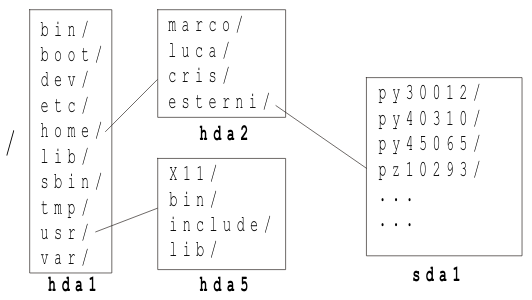 /
bin/
boot/
dev/
etc/
home/
lib/
sbin/
tmp/
usr/
var/
hda1
marco/
luca/
cris/
esterni/
hda2
X11/
bin/
include/
lib/
hda5
py30012/
py40310/
py45065/
pz10293/
...
...
sda1